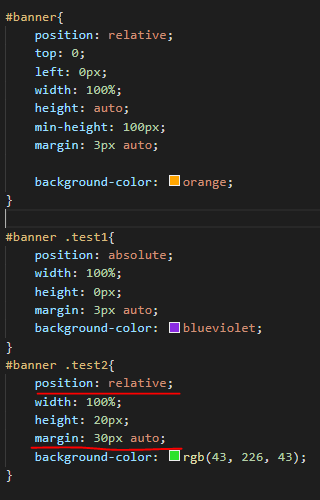 #banner{
position: relative;
top: 0;
left: 0px;
width: 100%;
height: auto;
min-height: 100px;
margin: 3px auto;
background-color: orange;
}
#banner .test1{
position: absolute;
width: 100%;
height: 0px;
margin: 3px auto;
background-color: blueviolet;
}
#banner .test2{
position: relative;
width: 100%;
height: 20px;
margin: 30px auto;
background-color: rgb(43, 226, 43);
}